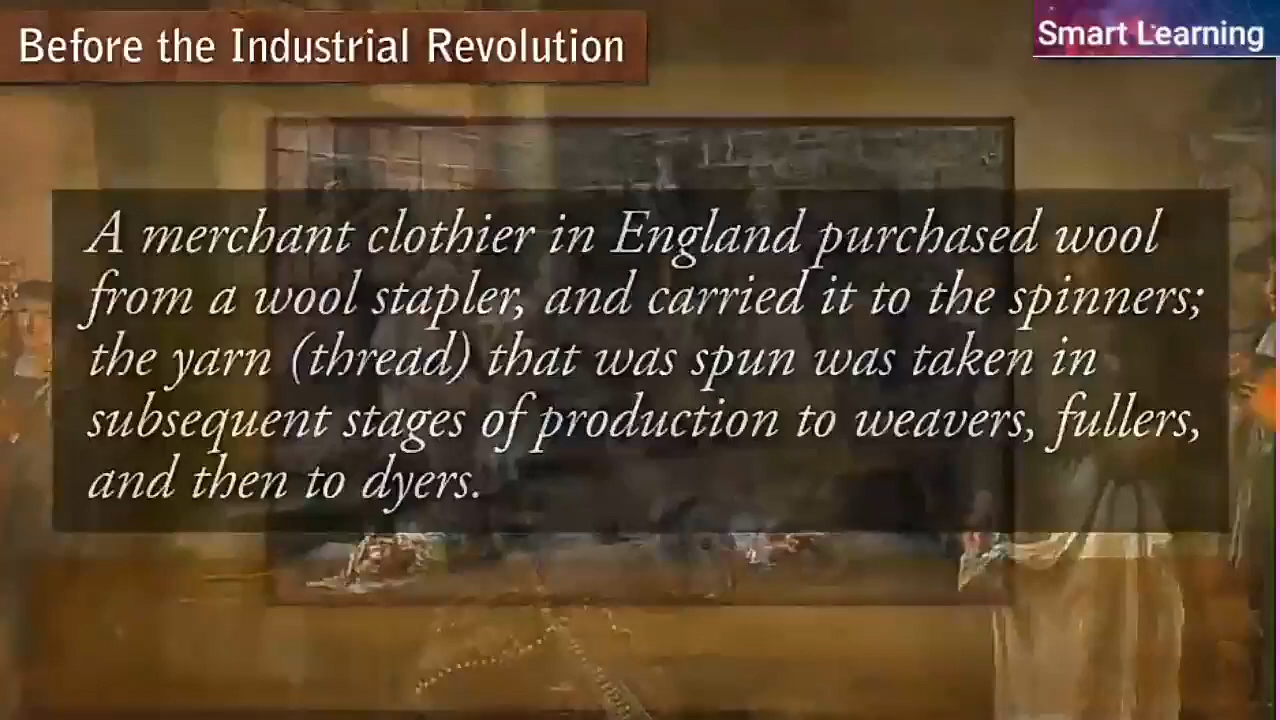 Before the Industrial Revolution
Smart Learning
A merchant clothier in England purchased wool
from a wool stapler, and carried it to the spinners;
the yarn (thread) that was spun was taken in
subsequent stages of production to weavers, fullers,
and then to dyers.